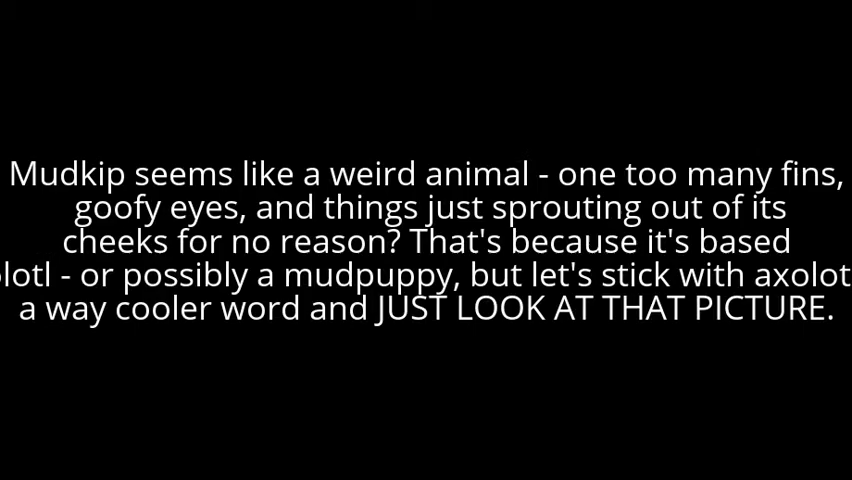 Mudkip seems like a weird animal - one too many fins,
goofy eyes, and things just sprouting out of its
cheeks for no reason? That's because it's based
lotl - or possibly a mudpuppy, but let's stick with axolot
a way cooler word and JUST LOOK AT THAT PICTURE.